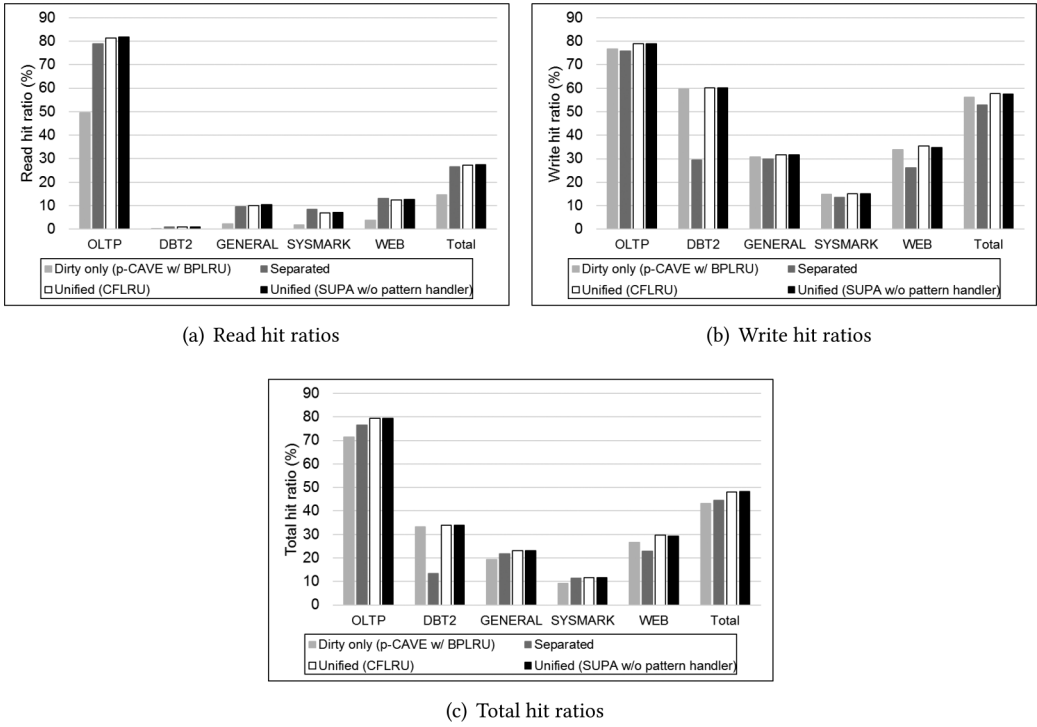 90
80
70
60
50
40
30
20
10
0
Read hit ratio (%)
OLTP DBT2 GENERAL SYSMARK WEB Total
Dirty only (p-CAVE w/ BPLRU) Separated
Unified (CFLRU) Unified (SUPA w/o pattern handler)
(a) Read hit ratios
90
80
70
60
50
40
30
20
10
0
Write hit ratio (%)
OLTP DBT2 GENERAL SYSMARK WEB Total
Dirty only (p-CAVE w/ BPLRU) Separated
Unified (CFLRU) Unified (SUPA w/o pattern handler)
(b) Write hit ratios
90
80
70
60
50
40
30
20
10
0
Total hit ratio (%)
OLTP DBT2 GENERAL SYSMARK WEB Total
Dirty only (p-CAVE w/ BPLRU) Separated
Unified (CFLRU) Unified (SUPA w/o pattern handler)
(c) Total hit ratios